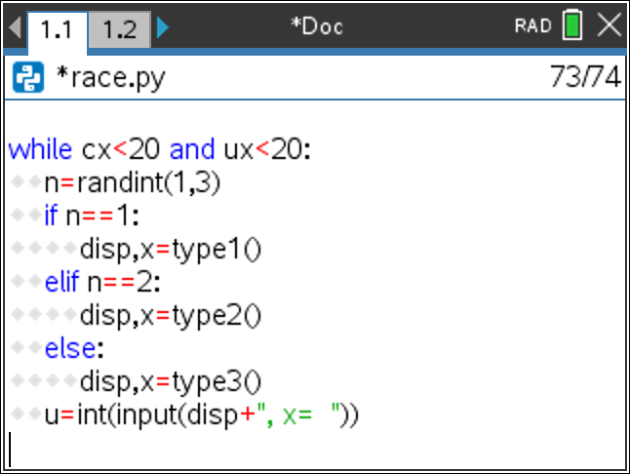 1.1 1.2 *Doc RAD
*race.py 73/74
while cx<20 and ux<20:
n=randint(1,3)
if n==1:
disp,x=type1()
elif n==2:
disp,x=type2()
else:
disp,x=type3()
u=int(input(disp+", x=  "))